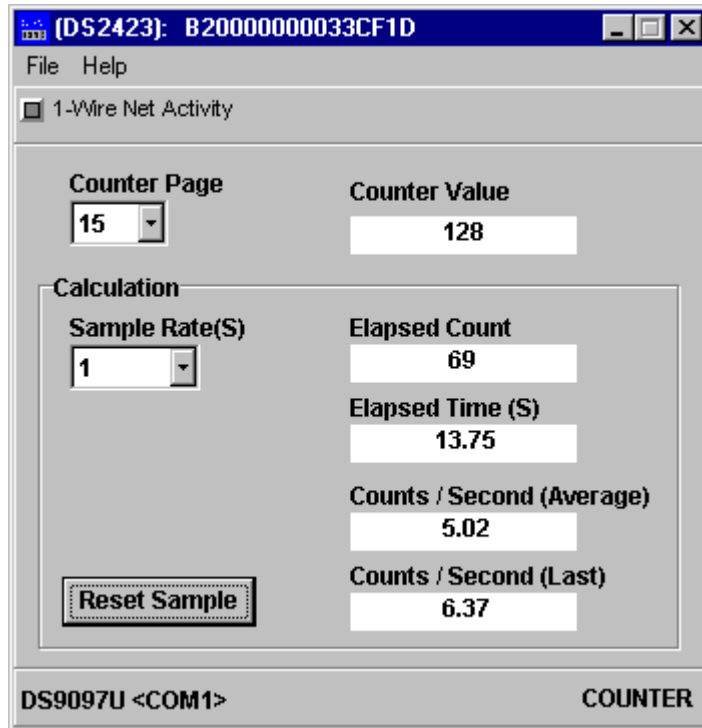 (DS2423): B20000000033CF1D
File Help
1-Wire Net Activity
Counter Page
15
Counter Value
128
Calculation
Sample Rate(S)
1
Elapsed Count
69
Elapsed Time (S)
13.75
Counts / Second (Average)
5.02
Counts / Second (Last)
6.37
Reset Sample
DS9097U <COM1> COUNTER